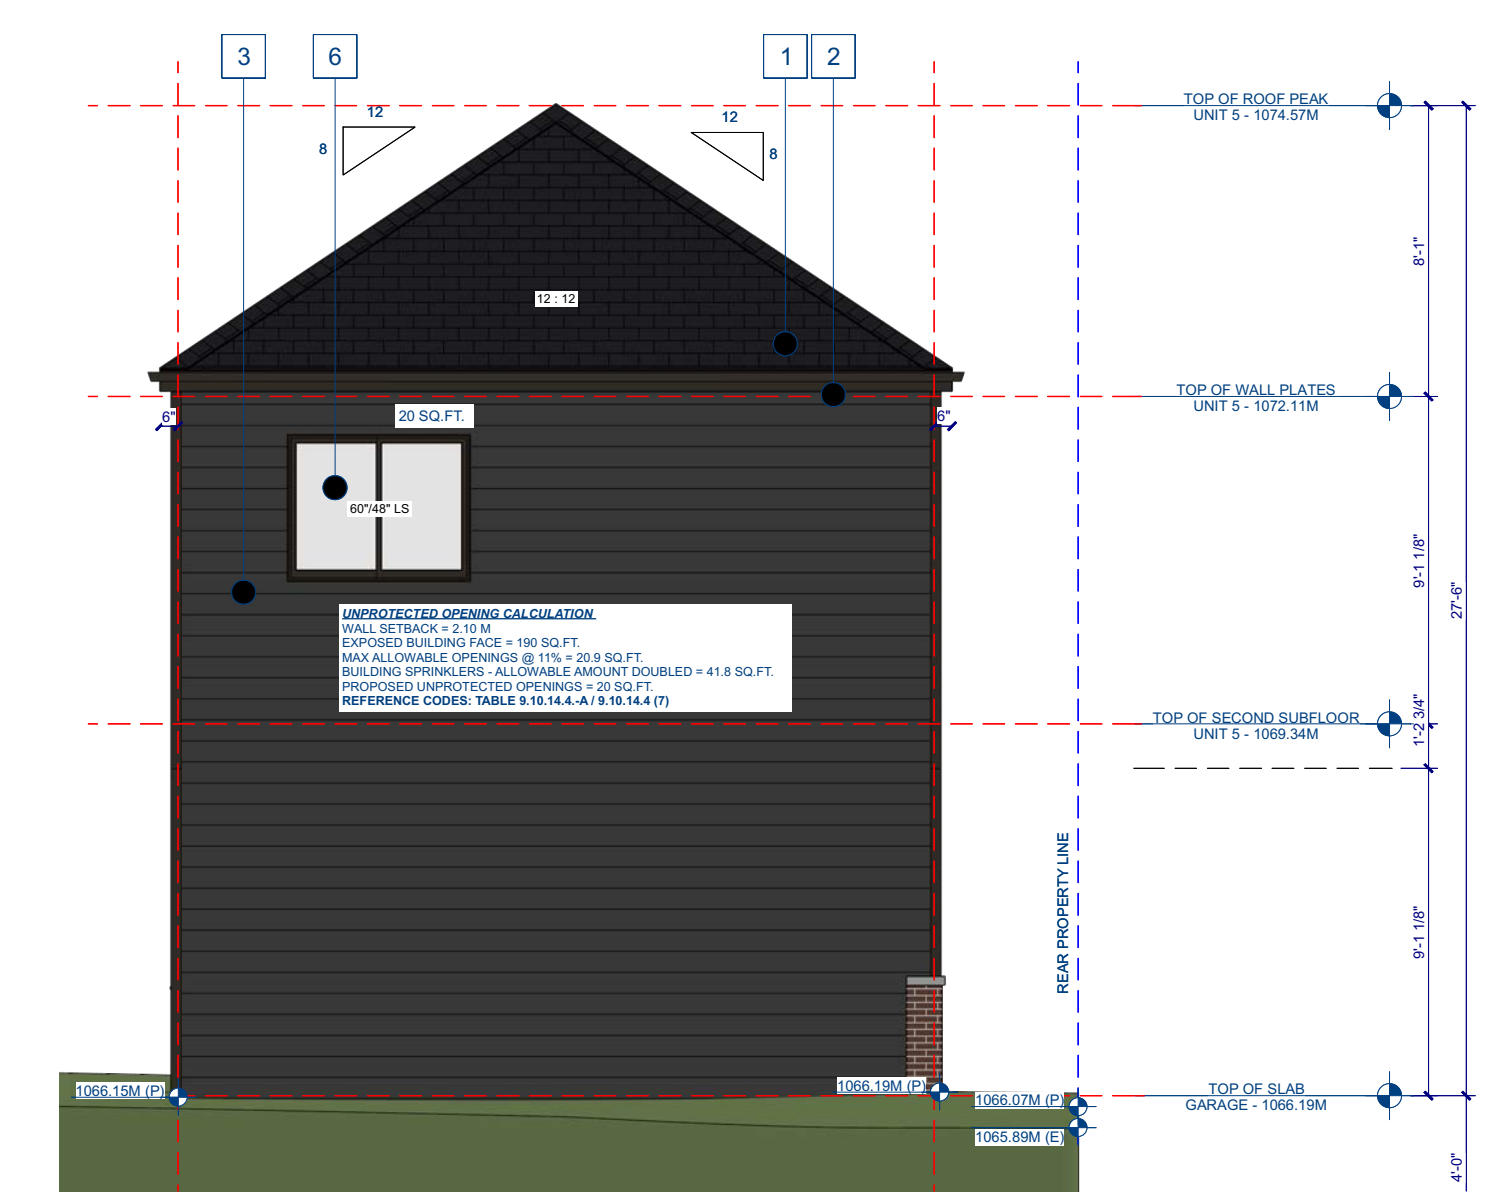 3
6
1
2
12
8
12
8
TOP OF ROOF PEAK
UNIT 5 - 1074.57M
8'-1"
12 : 12
TOP OF WALL PLATES
UNIT 5 - 1072.11M
6"
20 SQ.FT.
6"
60"/48" LS
9'-1 1/8"
27'-6"
UNPROTECTED OPENING CALCULATION
WALL SETBACK = 2.10 M
EXPOSED BUILDING FACE = 190 SQ.FT.
MAX ALLOWABLE OPENINGS @ 11% = 20.9 SQ.FT.
BUILDING SPRINKLERS - ALLOWABLE AMOUNT DOUBLED = 41.8 SQ.FT.
PROPOSED UNPROTECTED OPENINGS = 20 SQ.FT.
REFERENCE CODES: TABLE 9.10.14.4.-A / 9.10.14.4 (7)
TOP OF SECOND SUBFLOOR
UNIT 5 - 1069.34M
1'-2 3/4"
REAR PROPERTY LINE
9'-1 1/8"
1066.15M (P)
1066.19M (P)
1066.07M (P)
1065.89M (E)
TOP OF SLAB
GARAGE - 1066.19M
4'-0"